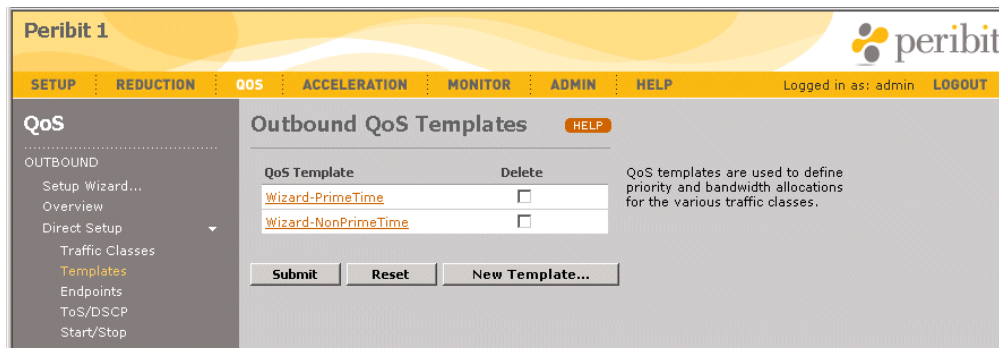 Peribit 1
peribit
SETUP REDUCTION QOS ACCELERATION MONITOR ADMIN HELP Logged in as: admin LOGOUT
QoS
OUTBOUND
Setup Wizard...
Overview
Direct Setup
Traffic Classes
Templates
Endpoints
ToS/DSCP
Start/Stop
Outbound QoS Templates HELP
QoS Template Delete
Wizard-PrimeTime
Wizard-NonPrimeTime
Submit Reset New Template...
QoS templates are used to define
priority and bandwidth allocations
for the various traffic classes.